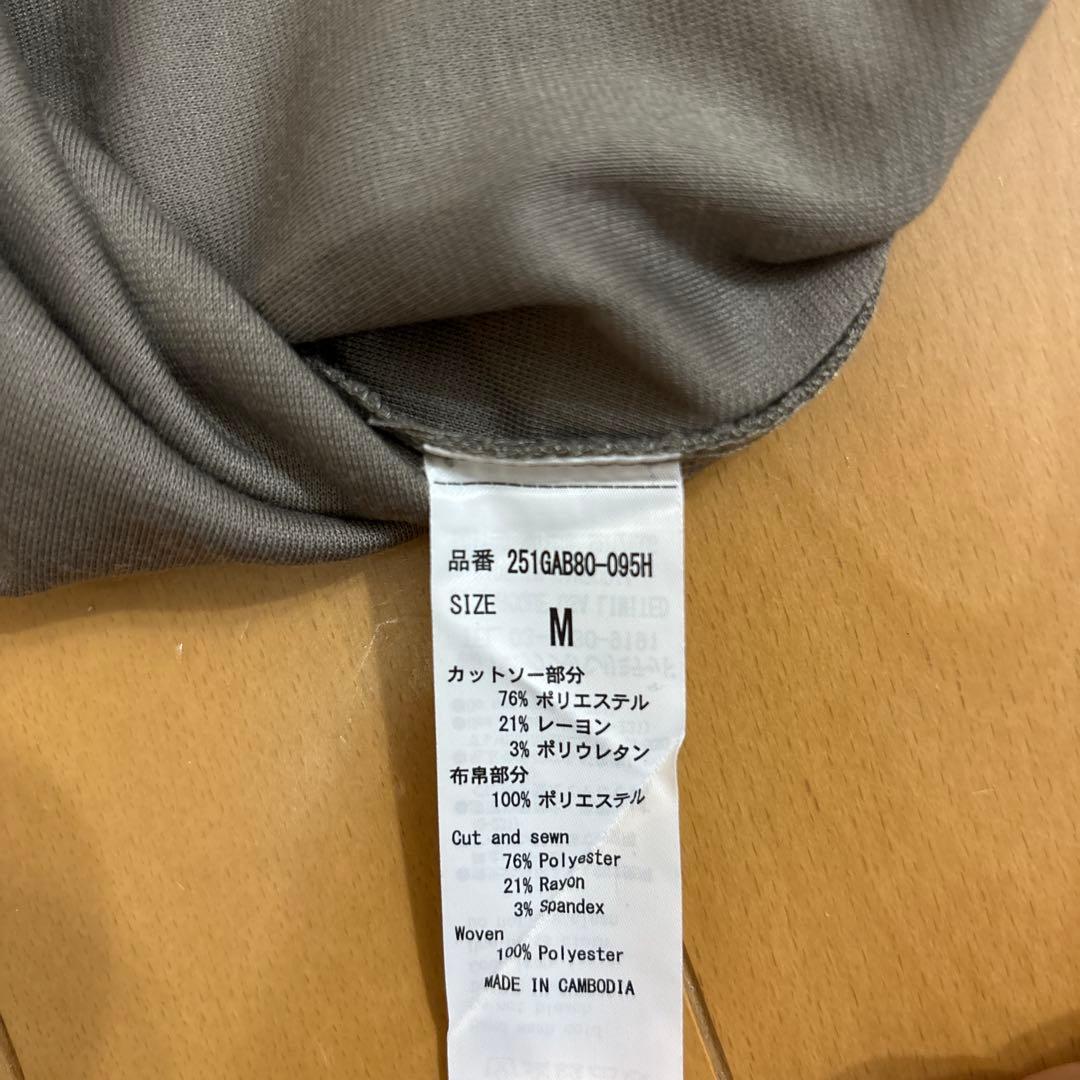 品番 251GAB80-095H
SIZE
M
カットソー部分
76% ポリエステル
21% レーヨン
3% ポリウレタン
布帛部分
100% ポリエステル
Cut and sewn
76% Polyester
21% Rayon
3% Spandex
Woven
100% Polyester
MADE IN CAMBODIA